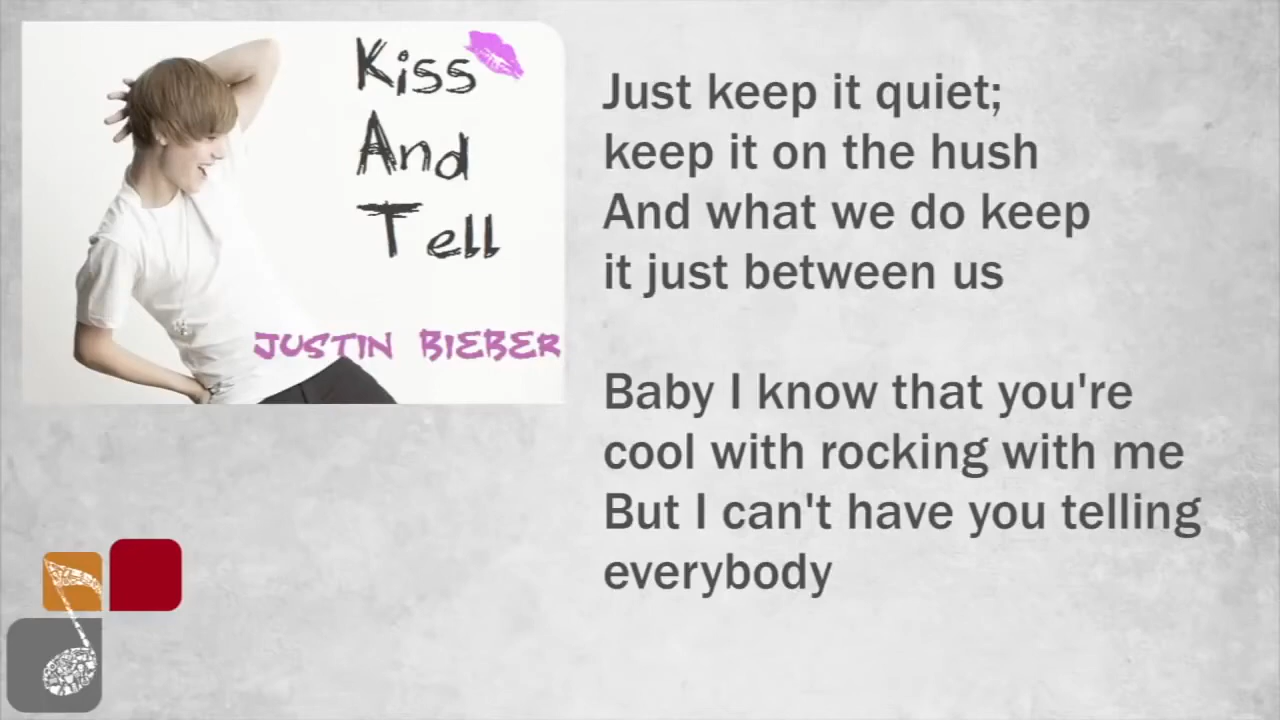 Kiss
And
Tell
JUSTIN BIEBER
Just keep it quiet;
keep it on the hush
And what we do keep
it just between us
Baby I know that you're
cool with rocking with me
But I can't have you telling
everybody